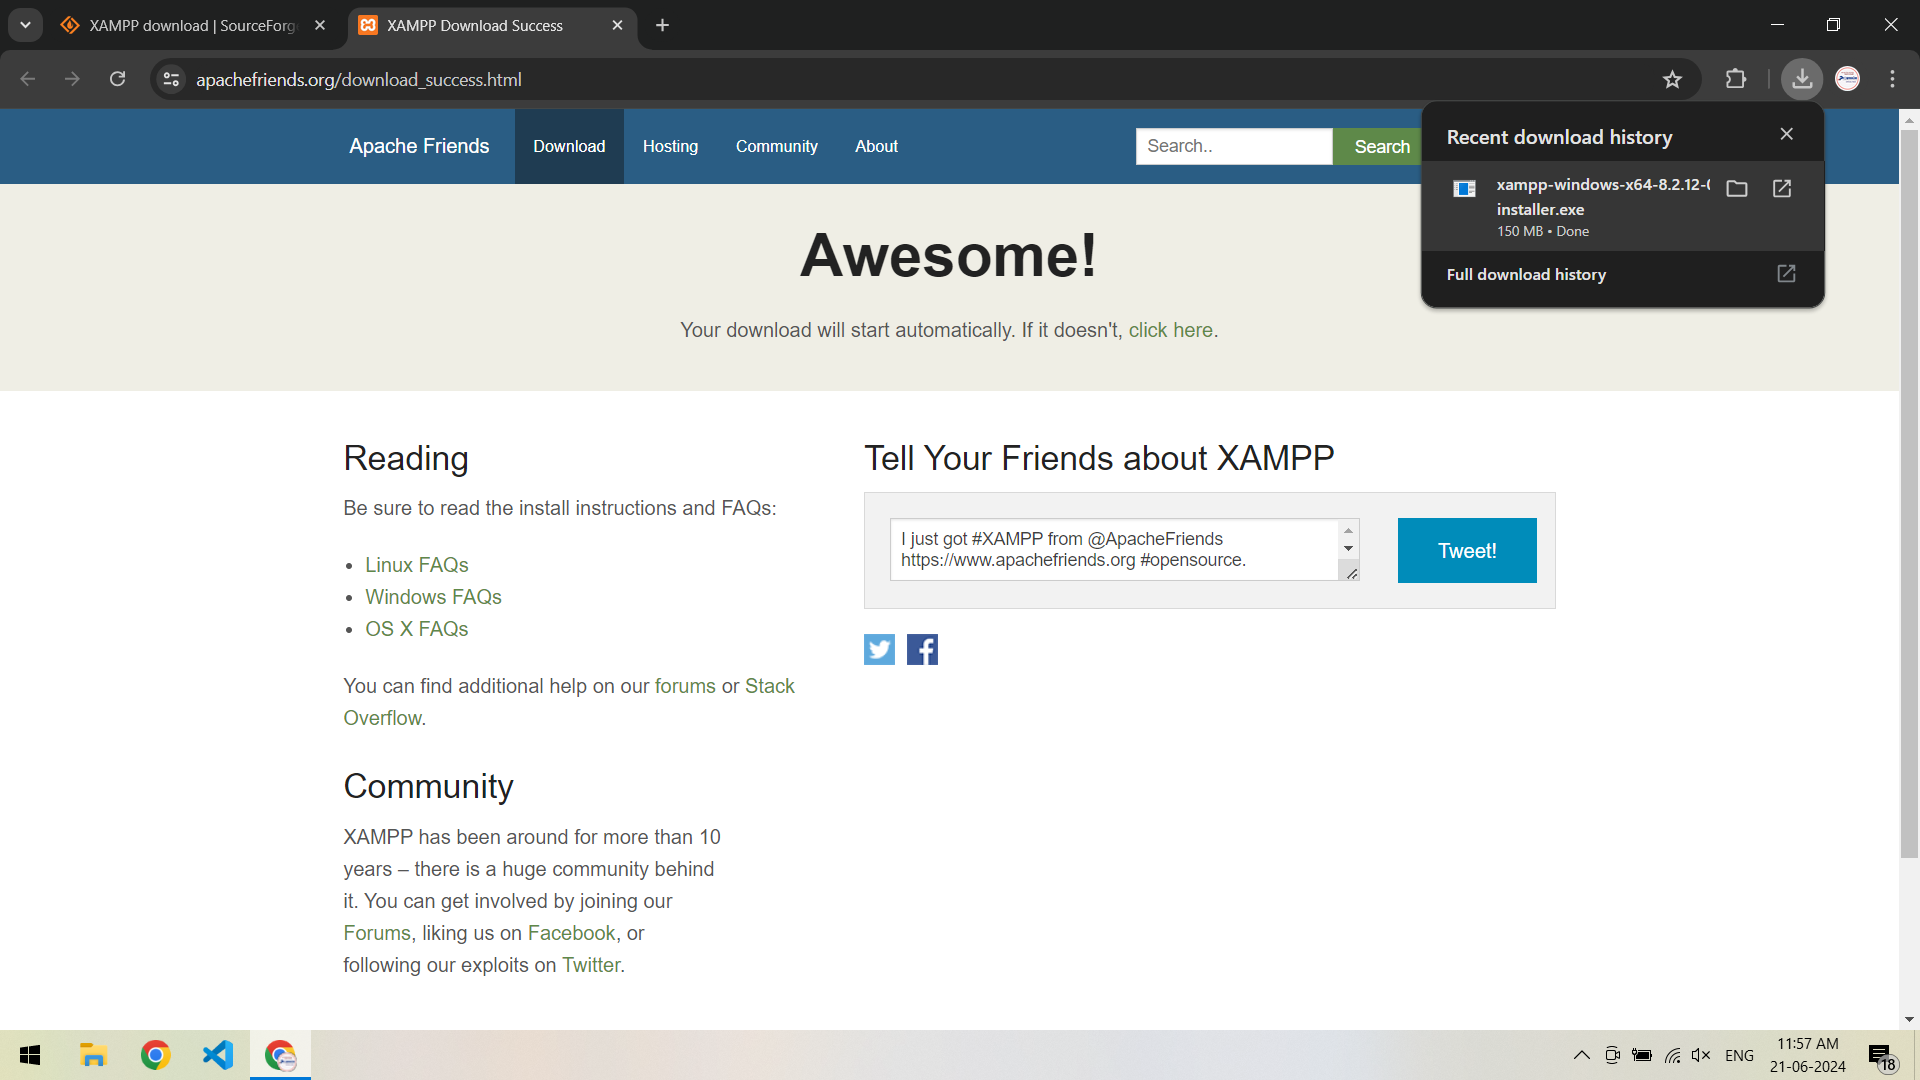 XAMPP download | SourceForg
XAMPP Download Success
apachefriends.org/download_success.html
Apache Friends
Download
Hosting
Community
About
Search..
Search
Recent download history
xampp-windows-x64-8.2.12-0
installer.exe
150 MB • Done
Full download history
Awesome!
Your download will start automatically. If it doesn't, click here.
Reading
Be sure to read the install instructions and FAQs:
• Linux FAQs
• Windows FAQs
• OS X FAQs
You can find additional help on our forums or Stack
Overflow.
Community
XAMPP has been around for more than 10
years – there is a huge community behind
it. You can get involved by joining our
Forums, liking us on Facebook, or
following our exploits on Twitter.
Tell Your Friends about XAMPP
I just got #XAMPP from @ApacheFriends
https://www.apachefriends.org #opensource.
Tweet!
ENG
11:57 AM
21-06-2024
18